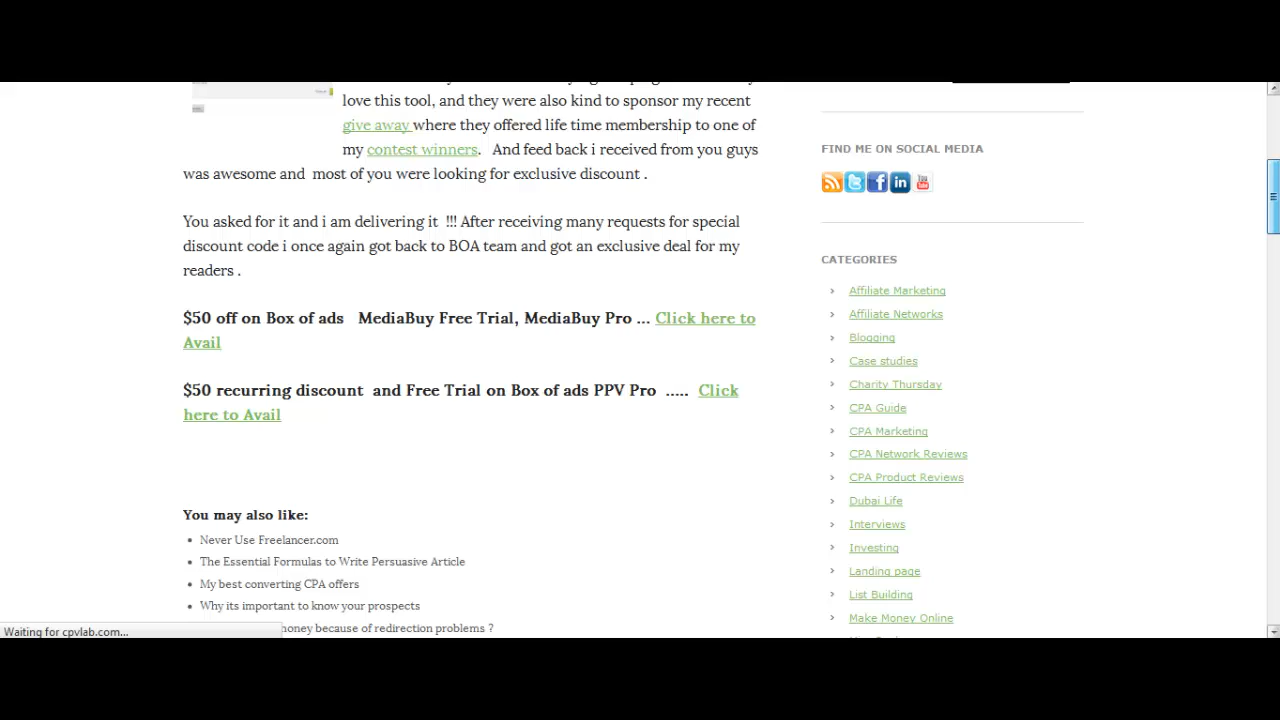 love this tool, and they were also kind to sponsor my recent
give away where they offered life time membership to one of
my contest winners.   And feed back i received from you guys
was awesome and  most of you were looking for exclusive discount .
You asked for it and i am delivering it  !!! After receiving many requests for special
discount code i once again got back to BOA team and got an exclusive deal for my
readers .
$50 off on Box of ads   MediaBuy Free Trial, MediaBuy Pro ... Click here to
Avail
$50 recurring discount  and Free Trial on Box of ads PPV Pro  ..... Click
here to Avail
You may also like:
Never Use Freelancer.com
The Essential Formulas to Write Persuasive Article
My best converting CPA offers
Why its important to know your prospects
money because of redirection problems ?
Waiting for cpvlab.com...
FIND ME ON SOCIAL MEDIA
CATEGORIES
Affiliate Marketing
Affiliate Networks
Blogging
Case studies
Charity Thursday
CPA Guide
CPA Marketing
CPA Network Reviews
CPA Product Reviews
Dubai Life
Interviews
Investing
Landing page
List Building
Make Money Online